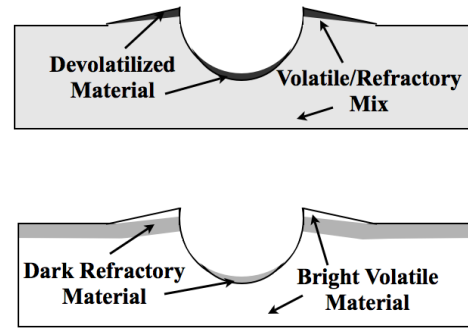 Devolatilized
Material
Volatile/Refractory
Mix
Dark Refractory
Material
Bright Volatile
Material